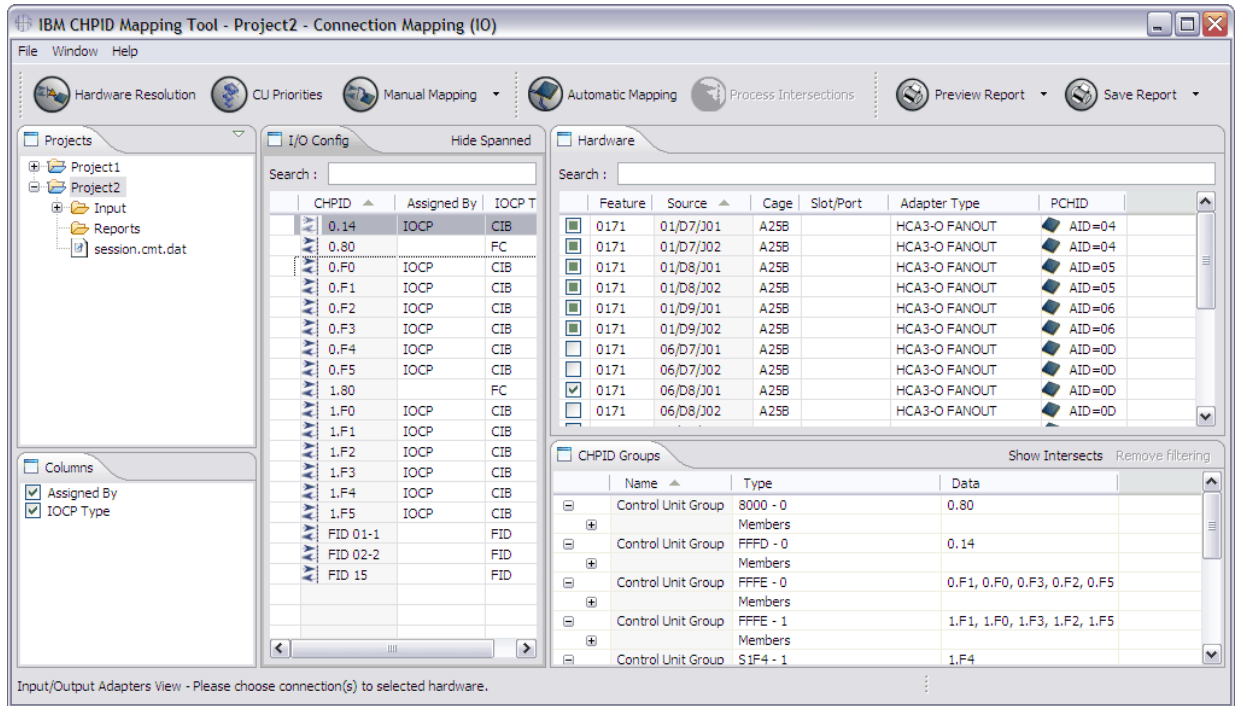 IBM CHPID Mapping Tool - Project2 - Connection Mapping (IO)
File Window Help
Hardware Resolution CU Priorities Manual Mapping Automatic Mapping Process Intersections Preview Report Save Report
Projects
Project1
Project2
Input
Reports
session.cmt.dat
Columns
Assigned By
IOCP Type
I/O Config Hide Spanned
Search :
CHPID Assigned By IOCP T
0.14 IOCP CIB
0.80 FC
0.F0 IOCP CIB
0.F1 IOCP CIB
0.F2 IOCP CIB
0.F3 IOCP CIB
0.F4 IOCP CIB
0.F5 IOCP CIB
1.80 FC
1.F0 IOCP CIB
1.F1 IOCP CIB
1.F2 IOCP CIB
1.F3 IOCP CIB
1.F4 IOCP CIB
1.F5 IOCP CIB
FID 01-1 FID
FID 02-2 FID
FID 15 FID
Hardware
Search :
Feature Source Cage Slot/Port Adapter Type PCHID
0171 01/D7/J01 A25B HCA3-O FANOUT AID=04
0171 01/D7/J02 A25B HCA3-O FANOUT AID=04
0171 01/D8/J01 A25B HCA3-O FANOUT AID=05
0171 01/D8/J02 A25B HCA3-O FANOUT AID=05
0171 01/D9/J01 A25B HCA3-O FANOUT AID=06
0171 01/D9/J02 A25B HCA3-O FANOUT AID=06
0171 06/D7/J01 A25B HCA3-O FANOUT AID=0D
0171 06/D7/J02 A25B HCA3-O FANOUT AID=0D
0171 06/D8/J01 A25B HCA3-O FANOUT AID=0D
0171 06/D8/J02 A25B HCA3-O FANOUT AID=0D
CHPID Groups Show Intersects Remove filtering
Name Type Data
Control Unit Group 8000 - 0 0.80
Members
Control Unit Group FFFD - 0 0.14
Members
Control Unit Group FFFE - 0 0.F1, 0.F0, 0.F3, 0.F2, 0.F5
Members
Control Unit Group FFFE - 1 1.F1, 1.F0, 1.F3, 1.F2, 1.F5
Members
Control Unit Group S1F4 - 1 1.F4
Input/Output Adapters View - Please choose connection(s) to selected hardware.